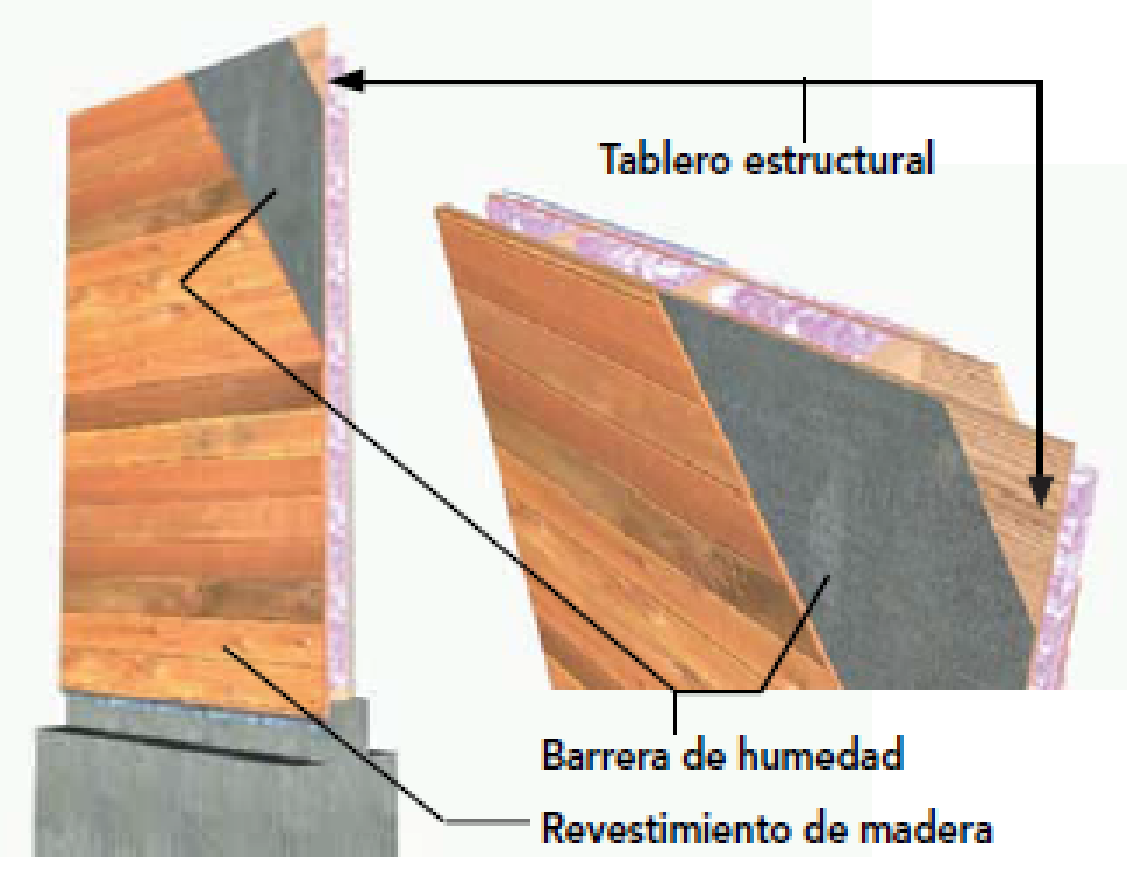 Tablero estructural
Barrera de humedad
Revestimiento de madera